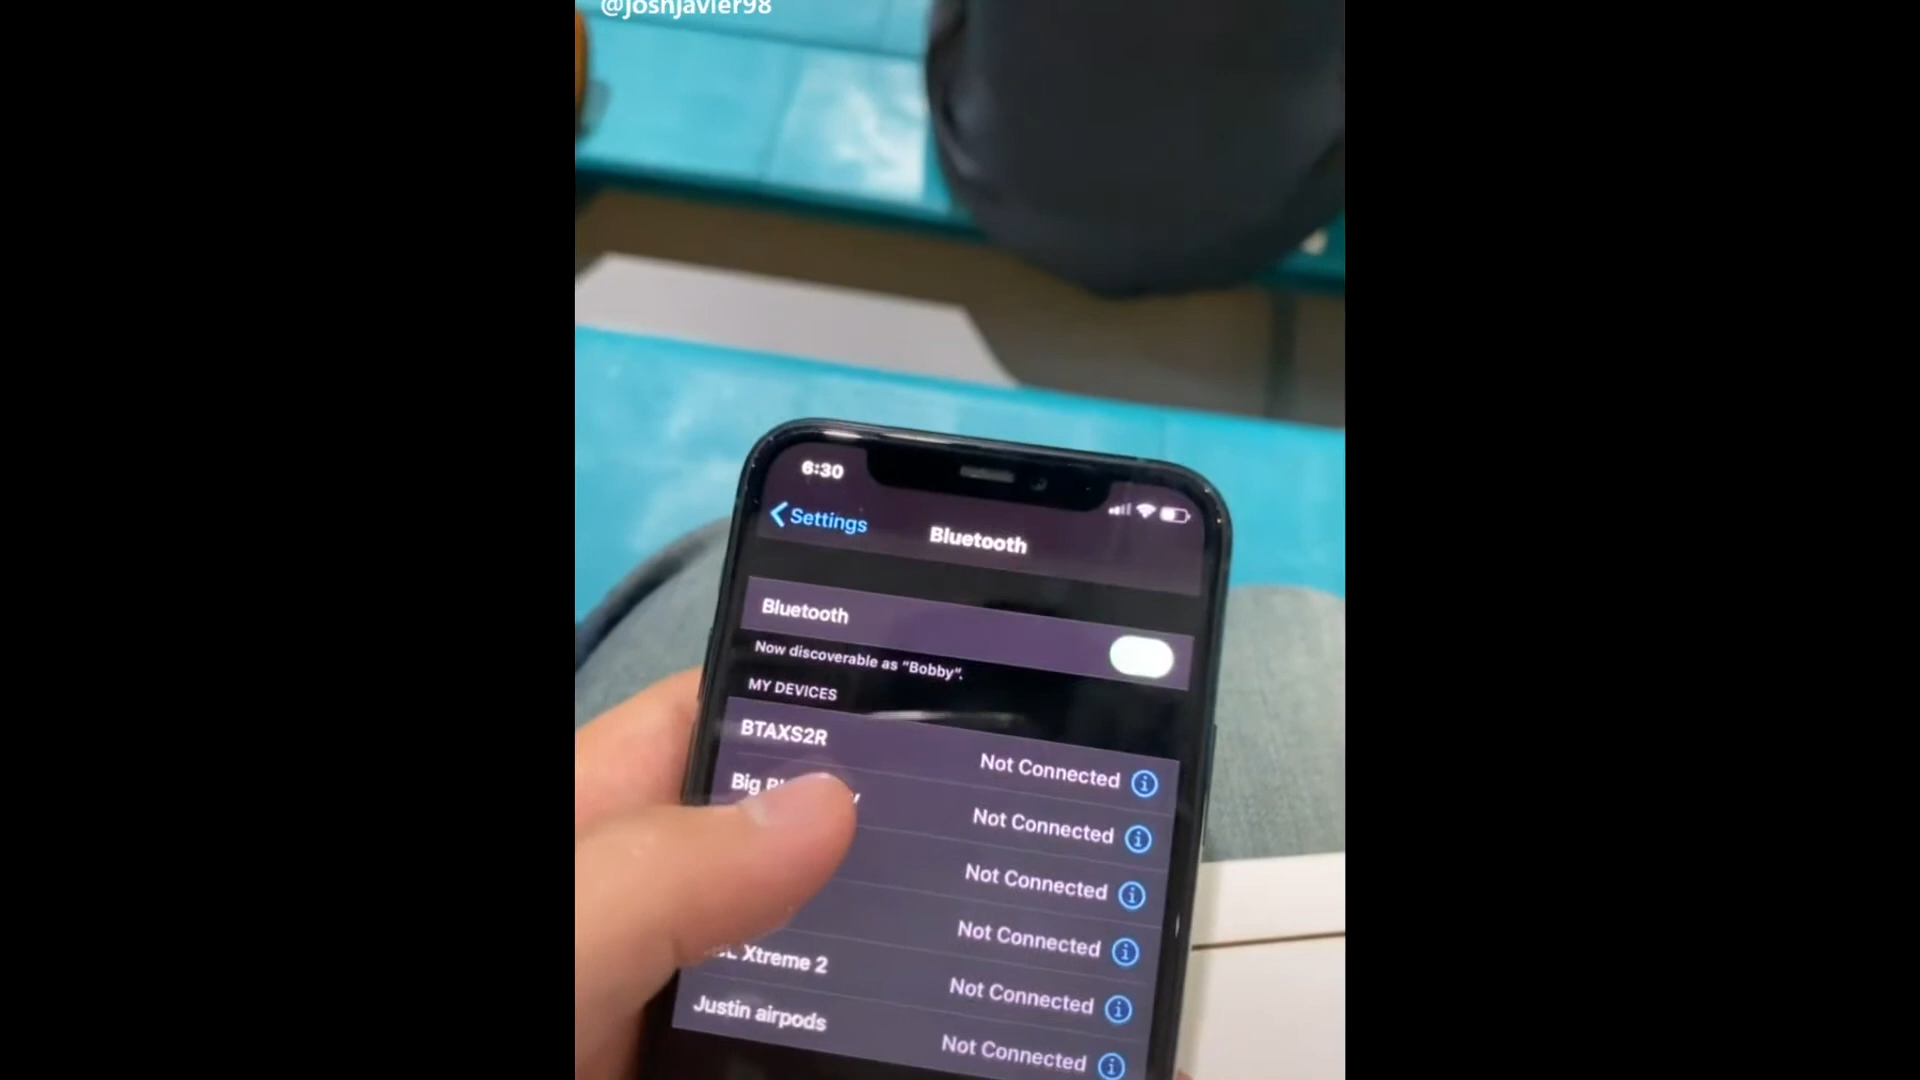 @joshjavier98
6:30
Settings
Bluetooth
Bluetooth
Now discoverable as “Bobby”.
MY DEVICES
BTAXS2R
Not Connected
Big
Not Connected
Not Connected
Not Connected
Xtreme 2
Not Connected
Justin airpods
Not Connected